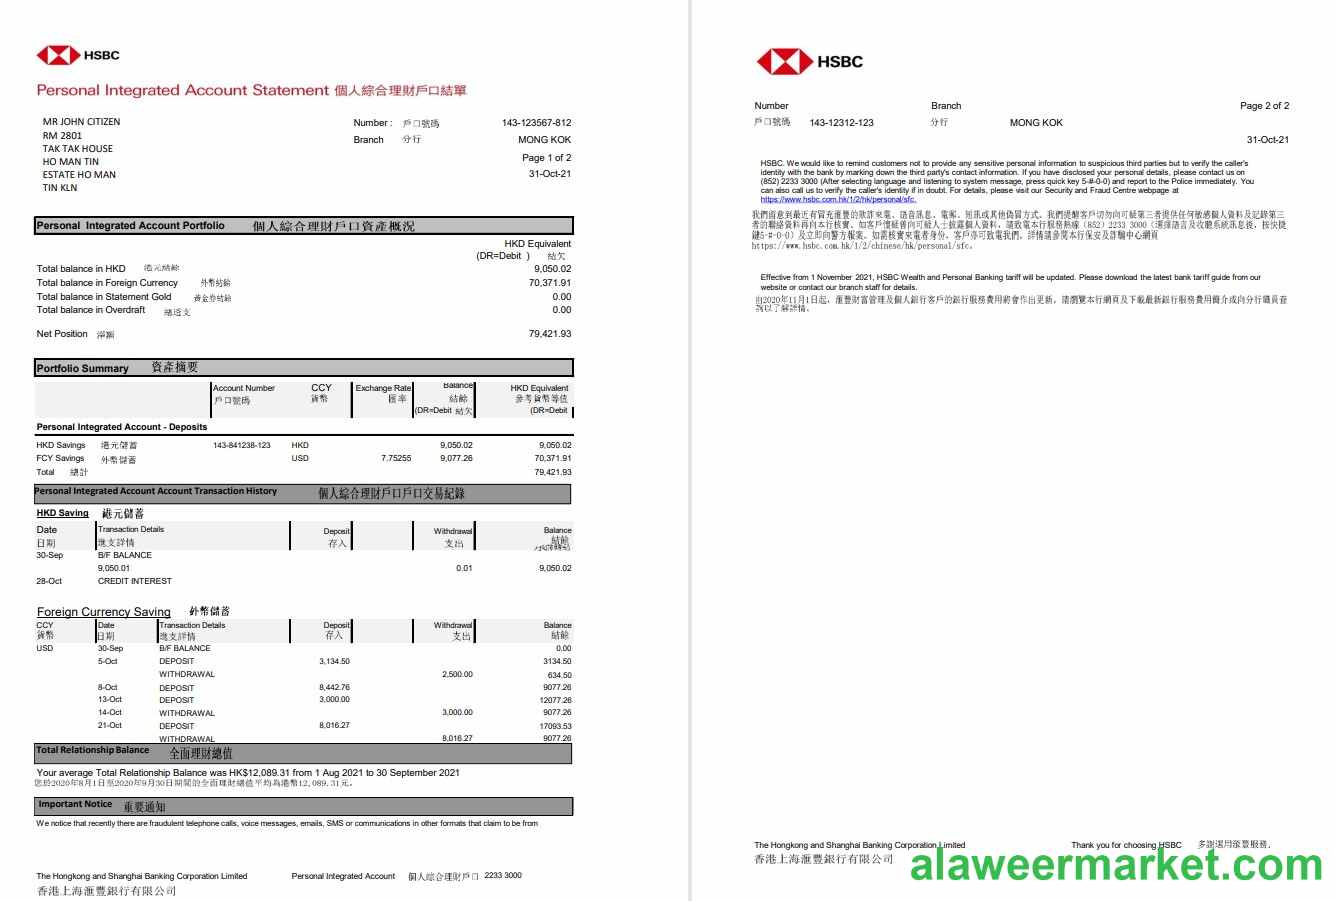 HSBC
Personal Integrated Account Statement 個人綜合理財戶口結單
MR JOHN CITIZEN
RM 2801
TAK TAK HOUSE
HO MAN TIN
ESTATE HO MAN
TIN KLN
Number : 戶口號碼 143-123567-812
Branch 分行 MONG KOK
Page 1 of 2
31-Oct-21
Personal Integrated Account Portfolio 個人綜合理財戶口資產概況
HKD Equivalent
(DR=Debit ) 結欠
Total balance in HKD 港元結餘 9,050.02
Total balance in Foreign Currency 外幣結餘 70,371.91
Total balance in Statement Gold 黃金券結餘 0.00
Total balance in Overdraft 總透支 0.00
Net Position 淨額 79,421.93
Portfolio Summary 資產摘要
Account Number CCY Exchange Rate Balance HKD Equivalent
戶口號碼 貨幣 匯率 結餘 參考貨幣等值
(DR=Debit 結欠 (DR=Debit
Personal Integrated Account - Deposits
HKD Savings 港元儲蓄 143-841238-123 HKD 9,050.02 9,050.02
FCY Savings 外幣儲蓄 USD 7.75255 9,077.26 70,371.91
Total 總計 79,421.93
Personal Integrated Account Account Transaction History 個人綜合理財戶口戶口交易紀錄
HKD Saving 港元儲蓄
Date Transaction Details Deposit Withdrawal Balance
日期 進支詳情 存入 支出 結餘
30-Sep B/F BALANCE
9,050.01 0.01 9,050.02
28-Oct CREDIT INTEREST
Foreign Currency Saving 外幣儲蓄
CCY Date Transaction Details Deposit Withdrawal Balance
貨幣 日期 進支詳情 存入 支出 結餘
USD 30-Sep B/F BALANCE 0.00
5-Oct DEPOSIT 3,134.50 3134.50
WITHDRAWAL 2,500.00 634.50
8-Oct DEPOSIT 8,442.76 9077.26
13-Oct DEPOSIT 3,000.00 12077.26
14-Oct WITHDRAWAL 3,000.00 9077.26
21-Oct DEPOSIT 8,016.27 17093.53
WITHDRAWAL 8,016.27 9077.26
Total Relationship Balance 全面理財總值
Your average Total Relationship Balance was HK$12,089.31 from 1 Aug 2021 to 30 September 2021
您於2020年8月1日至2020年9月30日期間的全面理財總值平均為港幣12,089.31元。
Important Notice 重要通知
We notice that recently there are fraudulent telephone calls, voice messages, emails, SMS or communications in other formats that claim to be from
The Hongkong and Shanghai Banking Corporation Limited Personal Integrated Account 個人綜合理財戶口 2233 3000
香港上海滙豐銀行有限公司
HSBC
Number Branch Page 2 of 2
戶口號碼 143-12312-123 分行 MONG KOK
31-Oct-21
HSBC. We would like to remind customers not to provide any sensitive personal information to suspicious third parties but to verify the caller's
identity with the bank by marking down the third party's contact information. If you have disclosed your personal details, please contact us on
(852) 2233 3000 (After selecting language and listening to system message, press quick key 5-#-0-0) and report to the Police immediately. You
can also call us to verify the caller's identity if in doubt. For details, please visit our Security and Fraud Centre webpage at
https://www.hsbc.com.hk/1/2/hk/personal/sfc.
我們留意到最近有冒充滙豐的欺詐來電、語音訊息、電郵、短訊或其他偽冒方式。我們提醒客戶切勿向可疑第三者提供任何敏感個人資料及記錄第三
者的聯絡資料再向本行核實。如客戶懷疑曾向可疑人士披露個人資料，請致電本行服務熱線 (852) 2233 3000 (選擇語言及收聽系統訊息後，按快捷
鍵5-#-0-0) 及立即向警方報案。如需核實來電者身份，客戶亦可致電我們。詳情請參閱本行保安及詐騙中心網頁
https://www.hsbc.com.hk/1/2/chinese/hk/personal/sfc。
Effective from 1 November 2021, HSBC Wealth and Personal Banking tariff will be updated. Please download the latest bank tariff guide from our
website or contact our branch staff for details.
由2020年11月1日起，滙豐財富管理及個人銀行客戶的銀行服務費用將會作出更新。請瀏覽本行網頁及下載最新銀行服務費用簡介或向分行職員查
詢以了解詳情。
The Hongkong and Shanghai Banking Corporation Limited Thank you for choosing HSBC 多謝選用滙豐服務.
香港上海滙豐銀行有限公司
alaweermarket.com